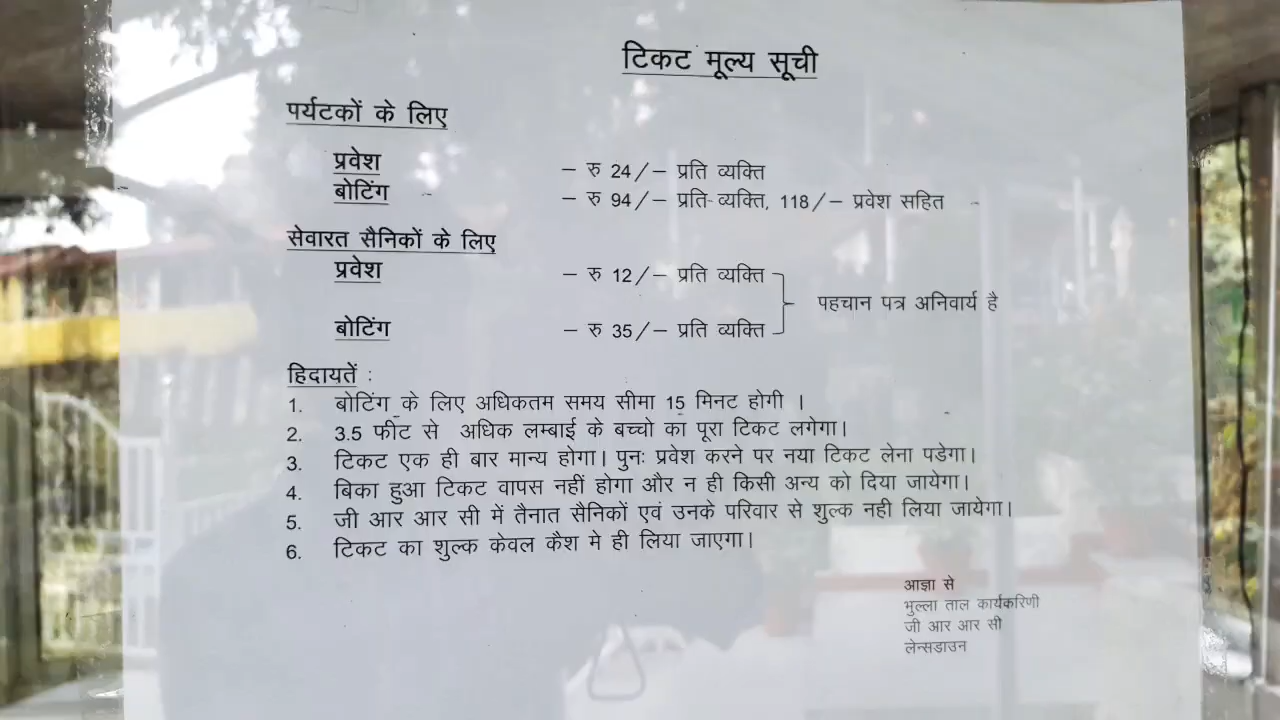 टिकट मूल्य सूची
पर्यटकों के लिए
प्रवेश – रु 24/– प्रति व्यक्ति
बोटिंग – रु 94/– प्रति व्यक्ति, 118/– प्रवेश सहित
सेवारत सैनिकों के लिए
प्रवेश – रु 12/– प्रति व्यक्ति
पहचान पत्र अनिवार्य है
बोटिंग – रु 35/– प्रति व्यक्ति
हिदायतें :
1. बोटिंग के लिए अधिकतम समय सीमा 15 मिनट होगी ।
2. 3.5 फीट से अधिक लम्बाई के बच्चो का पूरा टिकट लगेगा।
3. टिकट एक ही बार मान्य होगा। पुनः प्रवेश करने पर नया टिकट लेना पडेगा।
4. बिका हुआ टिकट वापस नहीं होगा और न ही किसी अन्य को दिया जायेगा।
5. जी आर आर सी में तैनात सैनिकों एवं उनके परिवार से शुल्क नही लिया जायेगा।
6. टिकट का शुल्क केवल कैश मे ही लिया जाएगा।
आज्ञा से
भुल्ला ताल कार्यकरिणी
जी आर आर सी
लेन्सडाउन